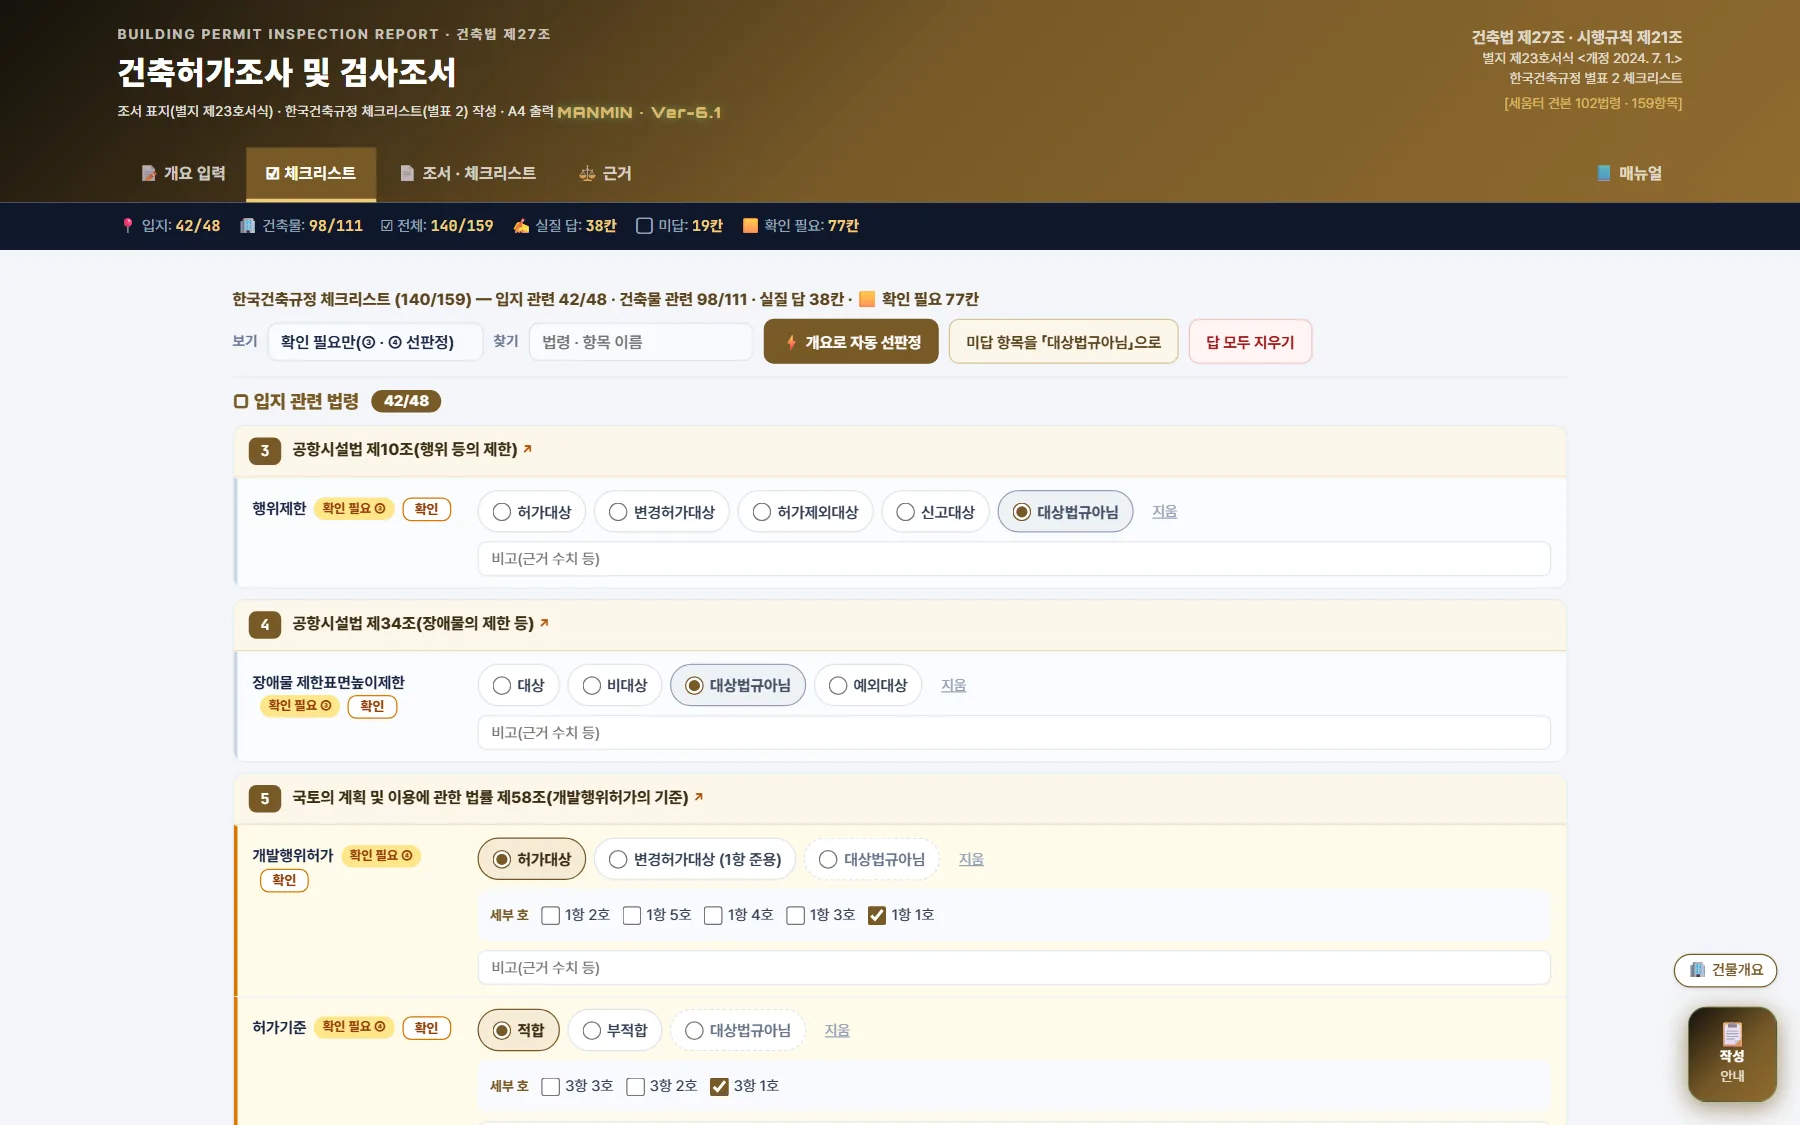 BUILDING PERMIT INSPECTION REPORT · 건축법 제27조
건축허가조사 및 검사조서
조서 표지(별지 제23호서식) · 한국건축규정 체크리스트(별표 2) 작성 · A4 출력 MANMIN · Ver-6.1
건축법 제27조 · 시행규칙 제21조
별지 제23호서식 <개정 2024. 7. 1.>
한국건축규정 별표 2 체크리스트
[세움터 견본 102법령 · 159항목]
개요 입력
체크리스트
조서 · 체크리스트
근거
매뉴얼
입지: 42/48 건축물: 98/111 전체: 140/159 실질 답: 38칸 미답: 19칸 확인 필요: 77칸
한국건축규정 체크리스트 (140/159) — 입지 관련 42/48 · 건축물 관련 98/111 · 실질 답 38칸 · 확인 필요 77칸
보기 확인 필요만(③ · ④ 선판정) 찾기 법령 · 항목 이름 개요로 자동 선판정 미답 항목을 「대상법규아님」으로 답 모두 지우기
입지 관련 법령 42/48
3 공항시설법 제10조(행위 등의 제한) ↗
행위제한 확인 필요 ③ 확인 허가대상 변경허가대상 허가제외대상 신고대상 대상법규아님 지움
비고(근거 수치 등)
4 공항시설법 제34조(장애물의 제한 등) ↗
장애물 제한표면높이제한 대상 비대상 대상법규아님 예외대상 지움
확인 필요 ③ 확인
비고(근거 수치 등)
5 국토의 계획 및 이용에 관한 법률 제58조(개발행위허가의 기준) ↗
개발행위허가 확인 필요 ④ 허가대상 변경허가대상 (1항 준용) 대상법규아님 지움
확인
세부 호 1항 2호 1항 5호 1항 4호 1항 3호 1항 1호
비고(근거 수치 등)
허가기준 확인 필요 ④ 확인 적합 부적합 대상법규아님 지움
세부 호 3항 3호 3항 2호 3항 1호
건물개요
작성
안내